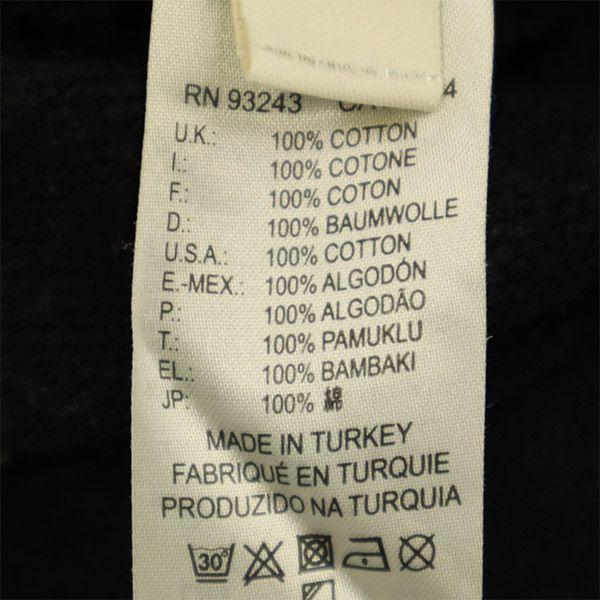 RN 93243
U.K.: 100% COTTON
I.: 100% COTONE
F.: 100% COTON
D.: 100% BAUMWOLLE
U.S.A.: 100% COTTON
E.-MEX.: 100% ALGODÓN
P.: 100% ALGODÃO
T.: 100% PAMUKLU
EL.: 100% BAMBAKI
JP: 100% 綿
MADE IN TURKEY
FABRIQUÉ EN TURQUIE
PRODUZIDO NA TURQUIA
30°